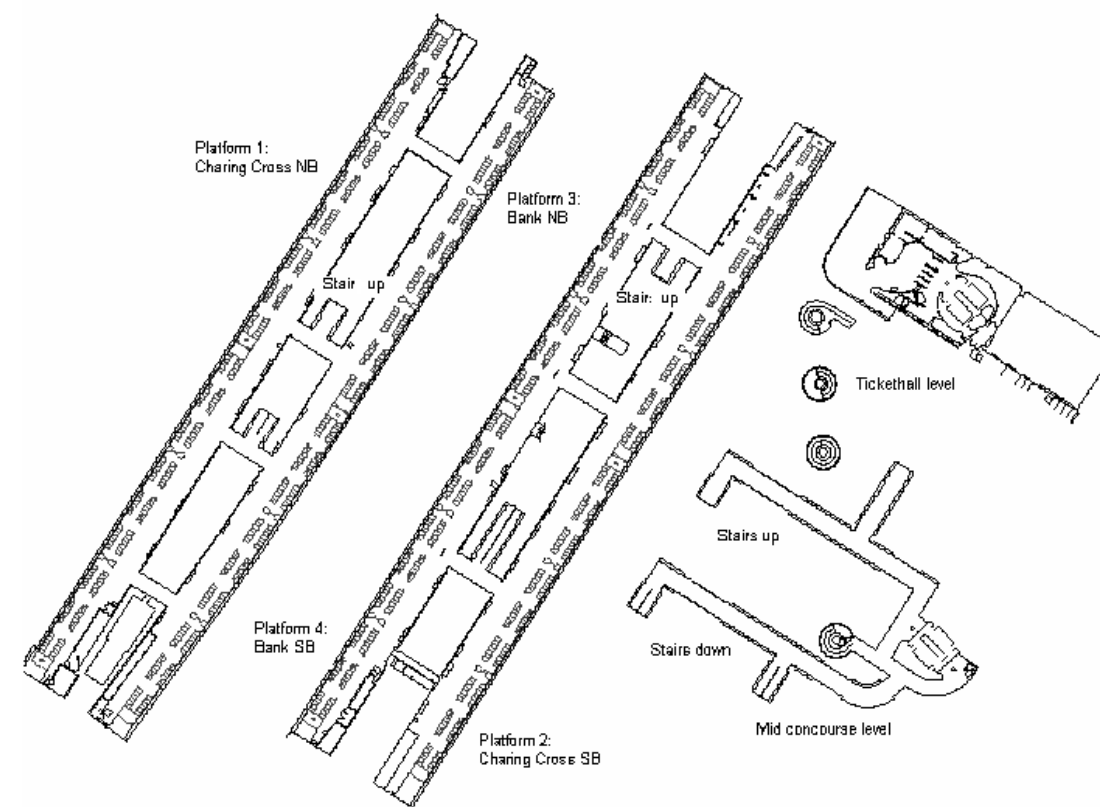 Platform 1:
Charing Cross NB
Platform 3:
Bank NB
Stair up
Stair: up
Tickethall level
Stairs up
Platform 4:
Bank SB
Stairs down
Mid concourse level
Platform 2:
Charing Cross SB